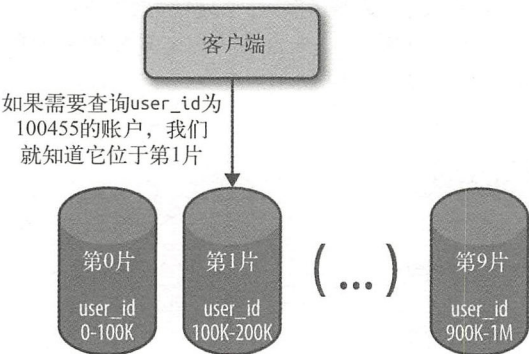 客户端
如果需要查询user_id为
100455的账户，我们
就知道它位于第1片
第0片
user_id
0-100K
第1片
user_id
100K-200K
(...)
第9片
user_id
900K-1M